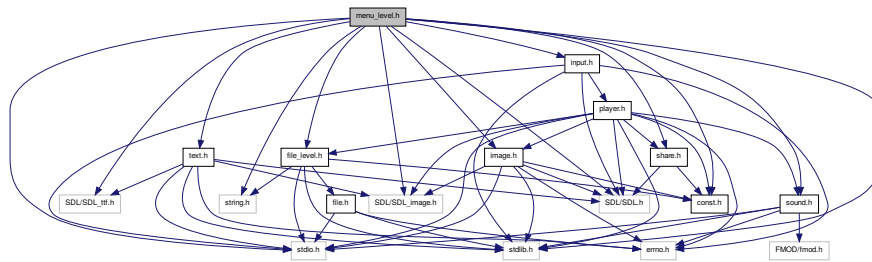 menu_level.h
input.h
player.h
text.h
file_level.h
image.h
share.h
SDL/SDL_ttf.h
string.h
file.h
SDL/SDL_image.h
SDL/SDL.h
const.h
sound.h
stdio.h
stdlib.h
errno.h
FMOD/fmod.h